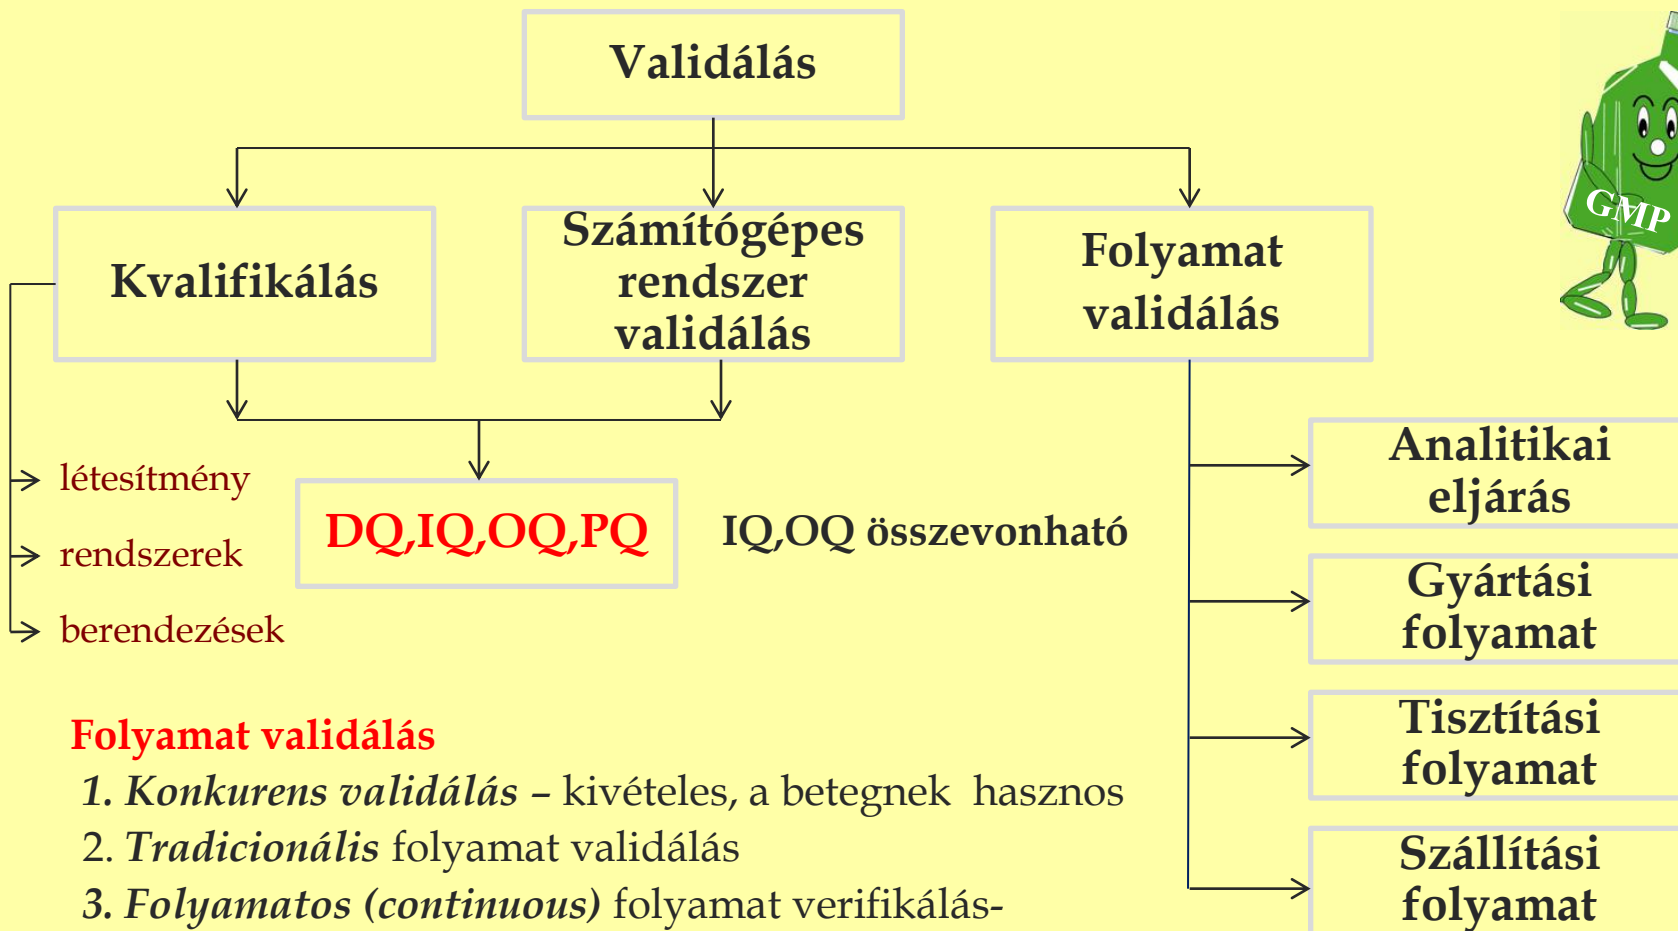 Validálás
GMP
Kvalifikálás
Számítógépes
rendszer
validálás
Folyamat
validálás
létesítmény
rendszerek
berendezések
DQ,IQ,OQ,PQ
IQ,OQ összevonható
Analitikai
eljárás
Gyártási
folyamat
Tisztítási
folyamat
Szállítási
folyamat
Folyamat validálás
1. Konkurens validálás – kivételes, a betegnek hasznos
2. Tradicionális folyamat validálás
3. Folyamatos (continuous) folyamat verifikálás-